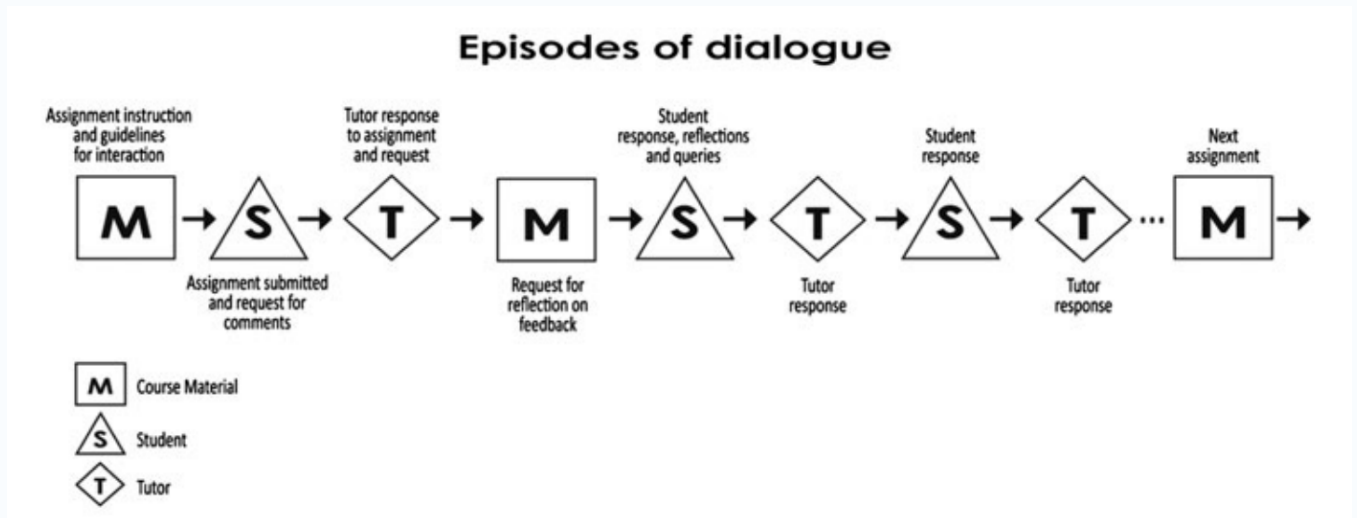 Episodes of dialogue
Assignment instruction
and guidelines
for interaction
M
S
Assignment submitted
and request for
comments
Tutor response
to assignment
and request
T
M
Request for
reflection on
feedback
Student
response, reflections
and queries
S
T
Tutor
response
Student
response
S
T
Tutor
response
...
Next
assignment
M
M Course Material
S Student
T Tutor